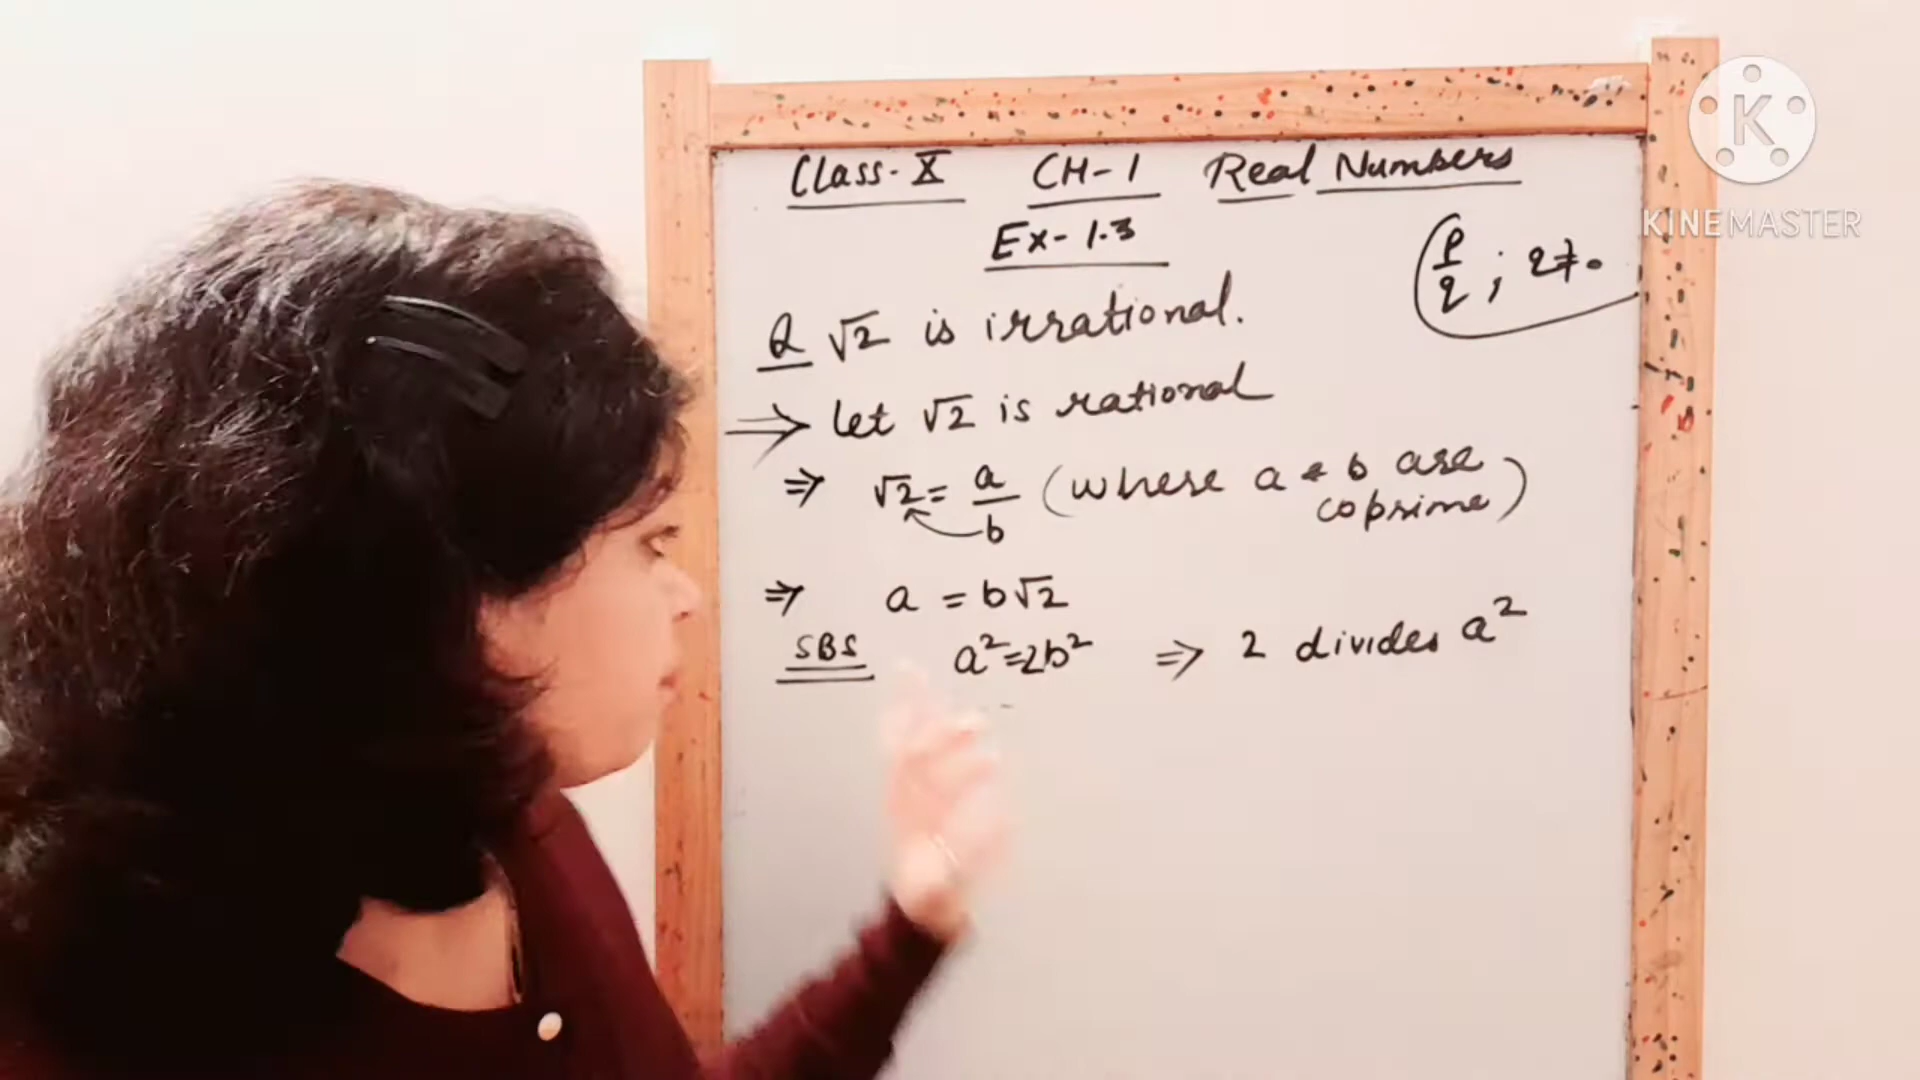 Class-X CH-1 Real Numbers
Ex-1.3
p/q ; q≠0
Q √2 is irrational.
let √2 is rational
⇒ √2 = a/b (where a & b are coprime)
⇒ a = b√2
SBS a²=2b² ⇒ 2 divides a²
K
KINEMASTER